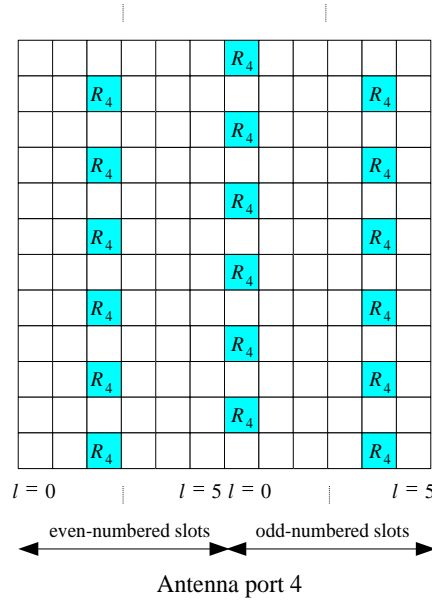 R4
R4 R4
R4
R4 R4
R4
R4 R4
R4
R4 R4
R4
R4 R4
R4
R4 R4
l = 0 l = 5 l = 0 l = 5
even-numbered slots odd-numbered slots
Antenna port 4